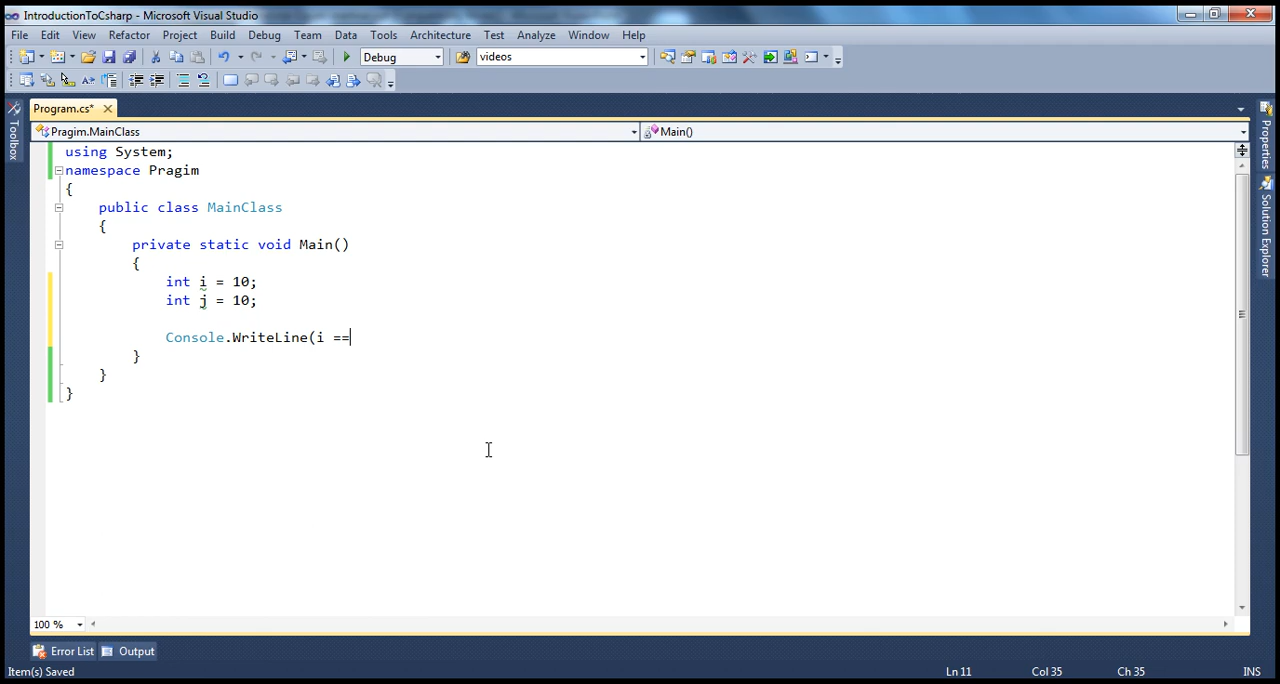 IntroductionToCsharp - Microsoft Visual Studio
File Edit View Refactor Project Build Debug Team Data Tools Architecture Test Analyze Window Help
Debug videos
Program.cs*
Pragim.MainClass Main()
using System;
namespace Pragim
{
public class MainClass
{
private static void Main()
{
int i = 10;
int j = 10;
Console.WriteLine(i ==
}
}
}
Toolbox
Properties
Solution Explorer
100 %
Error List Output
Item(s) Saved Ln 11 Col 35 Ch 35 INS